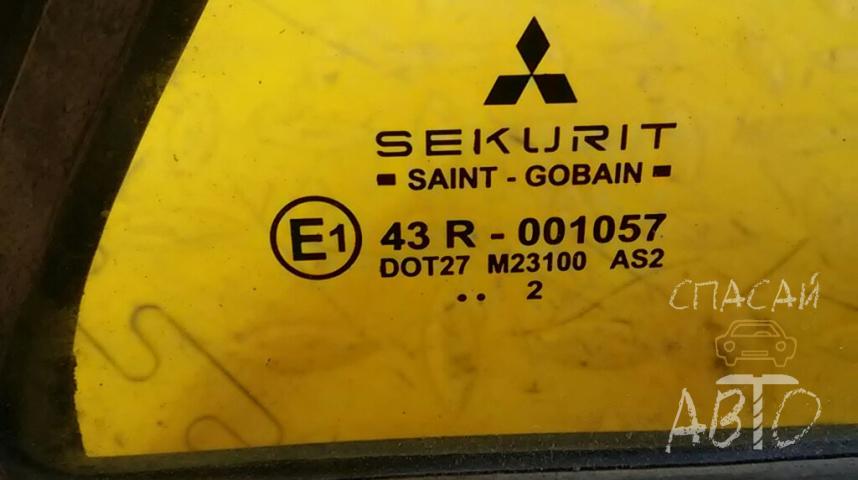 SEKURIT
SAINT - GOBAIN
E1 43 R - 001057
DOT27 M23100 AS2
.. 2
СПАСАЙ
АВТО